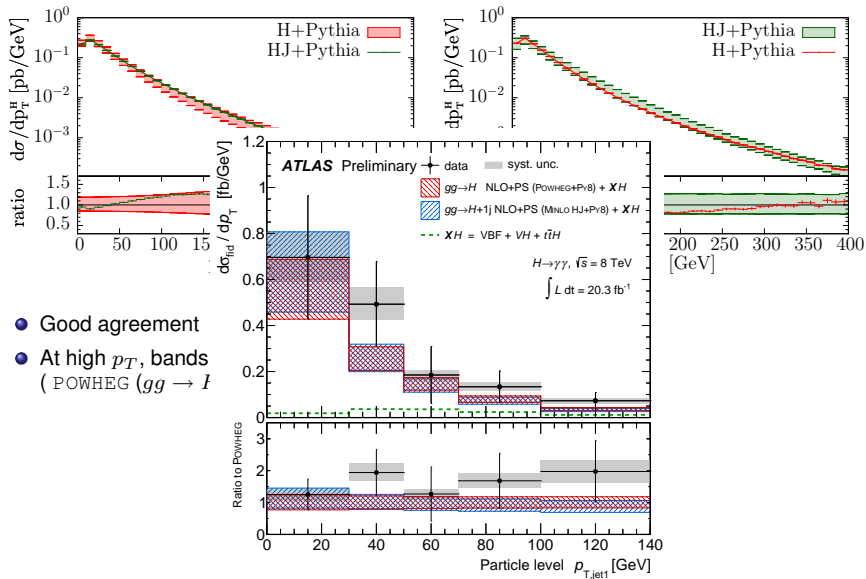 10^0
10^-1
10^-2
10^-3
dσ/dp_T^H [pb/GeV]
H+Pythia
HJ+Pythia
ratio
1.5
1.0
0.5
0 50 100
10^0
10^-1
10^-2
10^-3
dp_T^H [pb/GeV]
HJ+Pythia
H+Pythia
200 250 300 350 400
[GeV]
ATLAS Preliminary
data
syst. unc.
gg→H NLO+PS (POWHEG+PY8) + XH
gg→H+1j NLO+PS (MINLO HJ+PY8) + XH
XH = VBF + VH + tt̄H
H→γγ, √s = 8 TeV
∫ L dt = 20.3 fb^-1
dσ_fid / dp_T [fb/GeV]
1.2
1
0.8
0.6
0.4
0.2
0
Good agreement
At high p_T, bands
( POWHEG (gg →
Ratio to POWHEG
3
2
1
0
0 20 40 60 80 100 120 140
Particle level p_T,jet1 [GeV]